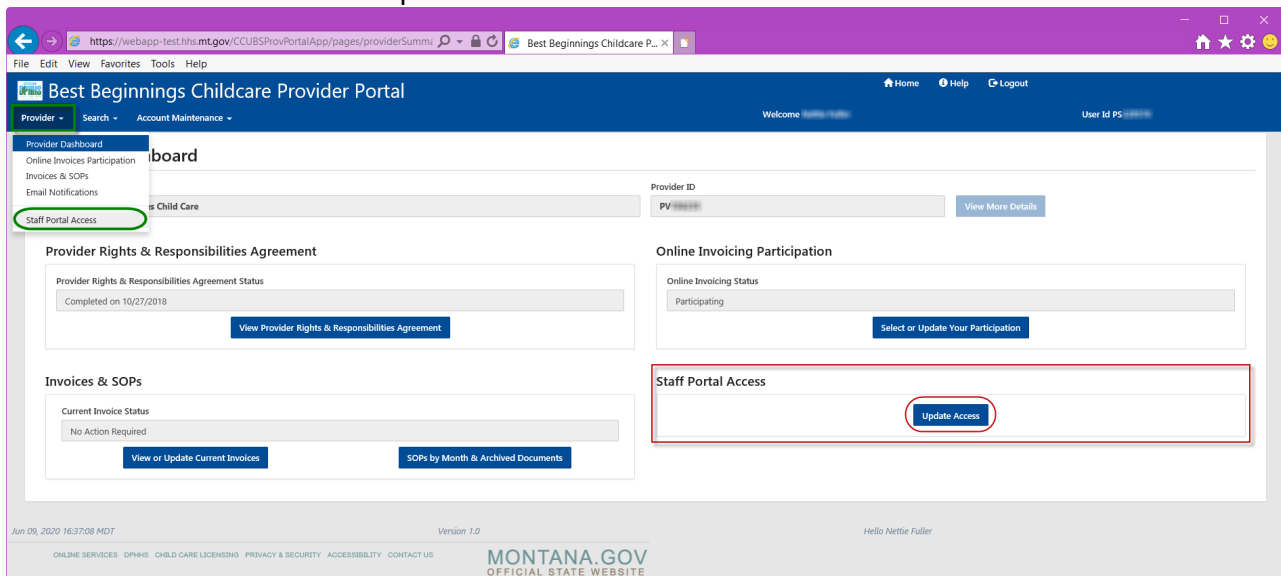 https://webapp-test.hhs.mt.gov/CCUBSProvPortalApp/pages/providerSumma
Best Beginnings Childcare P...
File Edit View Favorites Tools Help
Best Beginnings Childcare Provider Portal
Home Help Logout
Provider Search Account Maintenance
Welcome
User Id PS
Provider Dashboard
Online Invoices Participation
Invoices & SOPs
Email Notifications
Staff Portal Access
board
Provider ID
s Child Care
PV
View More Details
Provider Rights & Responsibilities Agreement
Provider Rights & Responsibilities Agreement Status
Completed on 10/27/2018
View Provider Rights & Responsibilities Agreement
Online Invoicing Participation
Online Invoicing Status
Participating
Select or Update Your Participation
Invoices & SOPs
Current Invoice Status
No Action Required
View or Update Current Invoices
SOPs by Month & Archived Documents
Staff Portal Access
Update Access
Jun 09, 2020 16:37:08 MDT
Version 1.0
Hello Nettie Fuller
ONLINE SERVICES DPHHS CHILD CARE LICENSING PRIVACY & SECURITY ACCESSIBILITY CONTACT US
MONTANA.GOV
OFFICIAL STATE WEBSITE